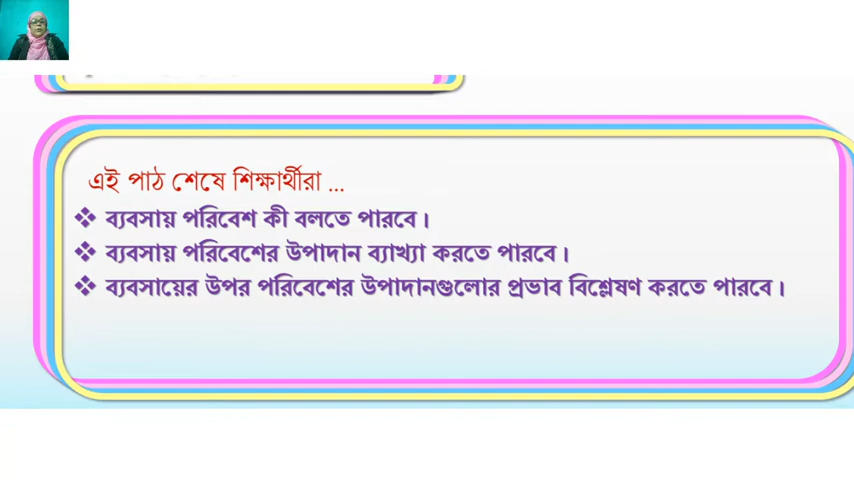 এই পাঠ শেষে শিক্ষার্থীরা ...
❖ ব্যবসায় পরিবেশ কী বলতে পারবে।
❖ ব্যবসায় পরিবেশের উপাদান ব্যাখ্যা করতে পারবে।
❖ ব্যবসায়ের উপর পরিবেশের উপাদানগুলোর প্রভাব বিশ্লেষণ করতে পারবে।